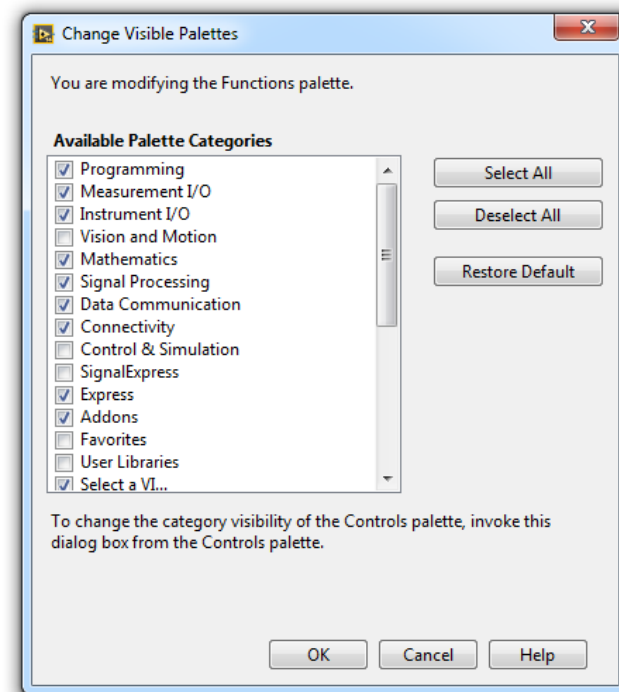 Change Visible Palettes
You are modifying the Functions palette.
Available Palette Categories
Programming
Measurement I/O
Instrument I/O
Vision and Motion
Mathematics
Signal Processing
Data Communication
Connectivity
Control & Simulation
SignalExpress
Express
Addons
Favorites
User Libraries
Select a VI...
Select All
Deselect All
Restore Default
To change the category visibility of the Controls palette, invoke this
dialog box from the Controls palette.
OK
Cancel
Help